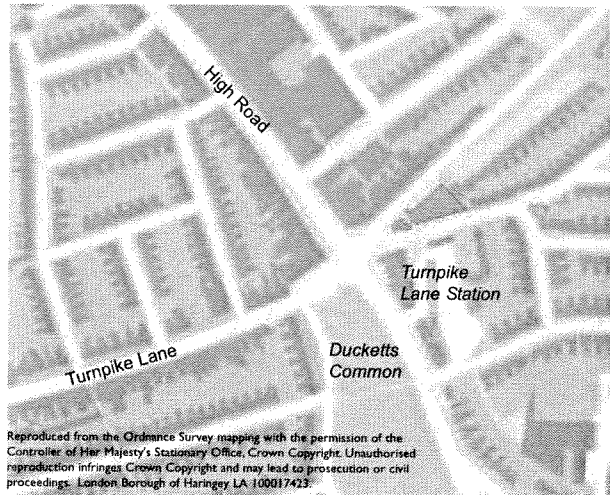 High Road
Turnpike
Lane Station
Ducketts
Common
Turnpike Lane
Reproduced from the Ordnance Survey mapping with the permission of the
Controller of Her Majesty's Stationary Office, Crown Copyright. Unauthorised
reproduction infringes Crown Copyright and may lead to prosecution or civil
proceedings. London Borough of Haringey LA 100017423.